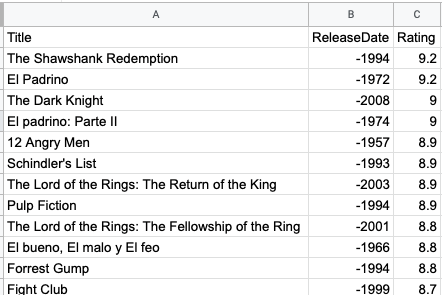 A B C
Title ReleaseDate Rating
The Shawshank Redemption -1994 9.2
El Padrino -1972 9.2
The Dark Knight -2008 9
El padrino: Parte II -1974 9
12 Angry Men -1957 8.9
Schindler's List -1993 8.9
The Lord of the Rings: The Return of the King -2003 8.9
Pulp Fiction -1994 8.9
The Lord of the Rings: The Fellowship of the Ring -2001 8.8
El bueno, El malo y El feo -1966 8.8
Forrest Gump -1994 8.8
Fight Club -1999 8.7